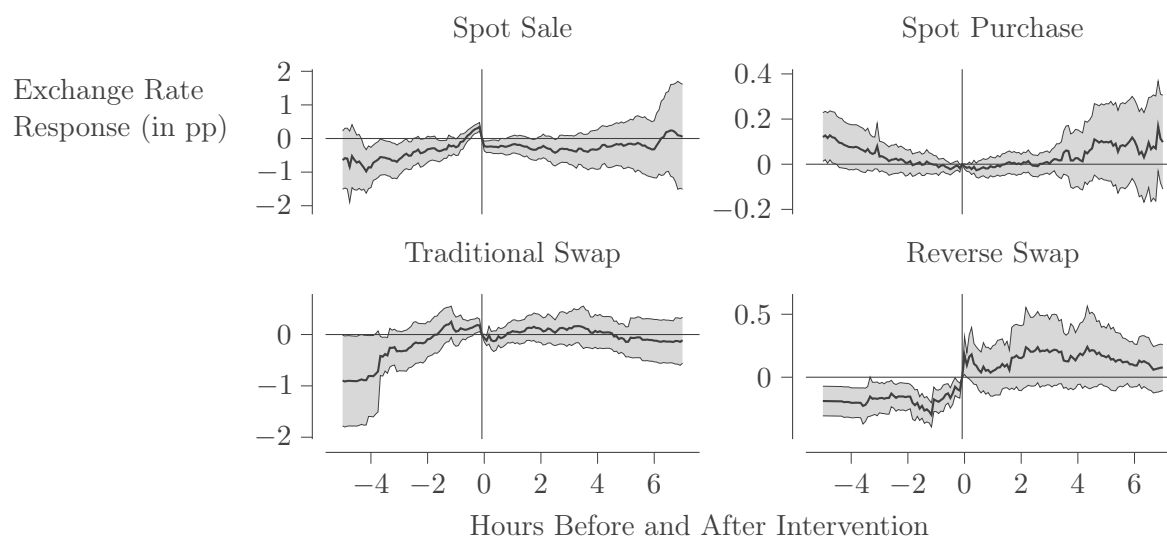 Spot Sale
Spot Purchase
Exchange Rate
Response (in pp)
2
1
0
−1
−2
0.4
0.2
0
−0.2
Traditional Swap
Reverse Swap
0
−1
−2
0.5
0
−4 −2 0 2 4 6
−4 −2 0 2 4 6
Hours Before and After Intervention